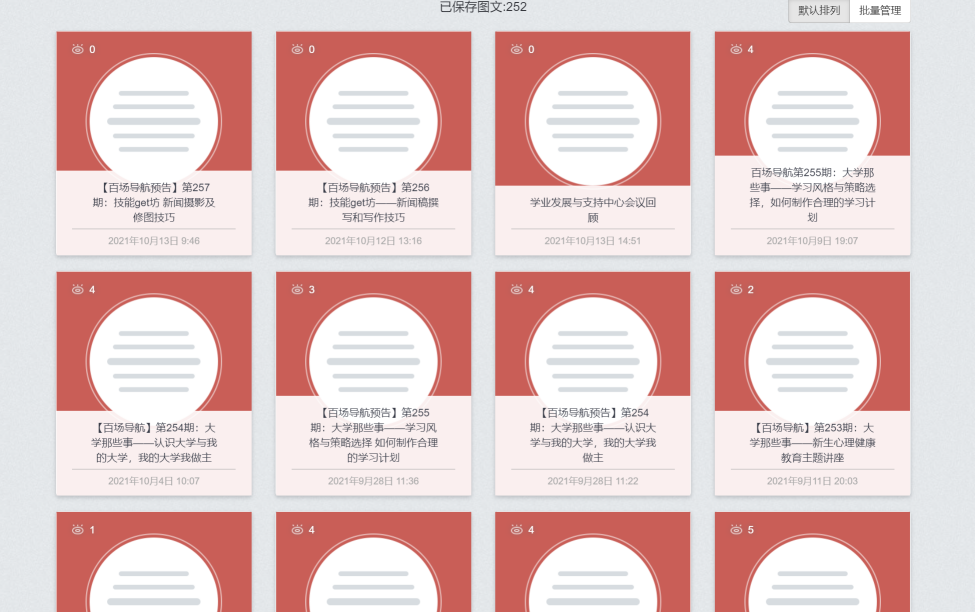 已保存图文:252
默认排列 批量管理
0
【百场导航预告】第257
期：技能get坊 新闻摄影及
修图技巧
2021年10月13日 9:46
0
【百场导航预告】第256
期：技能get坊——新闻稿撰
写和写作技巧
2021年10月12日 13:16
0
学业发展与支持中心会议回
顾
2021年10月13日 14:51
4
百场导航第255期：大学那
些事——学习风格与策略选
择，如何制作合理的学习计
划
2021年10月9日 19:07
4
【百场导航】第254期：大
学那些事——认识大学与我
的大学，我的大学我做主
2021年10月4日 10:07
3
【百场导航预告】第255
期：大学那些事——学习风
格与策略选择 如何制作合理
的学习计划
2021年9月28日 11:36
4
【百场导航预告】第254
期：大学那些事——认识大
学与我的大学，我的大学我
做主
2021年9月28日 11:22
2
【百场导航】第253期：大
学那些事——新生心理健康
教育主题讲座
2021年9月11日 20:03
1
4
4
5